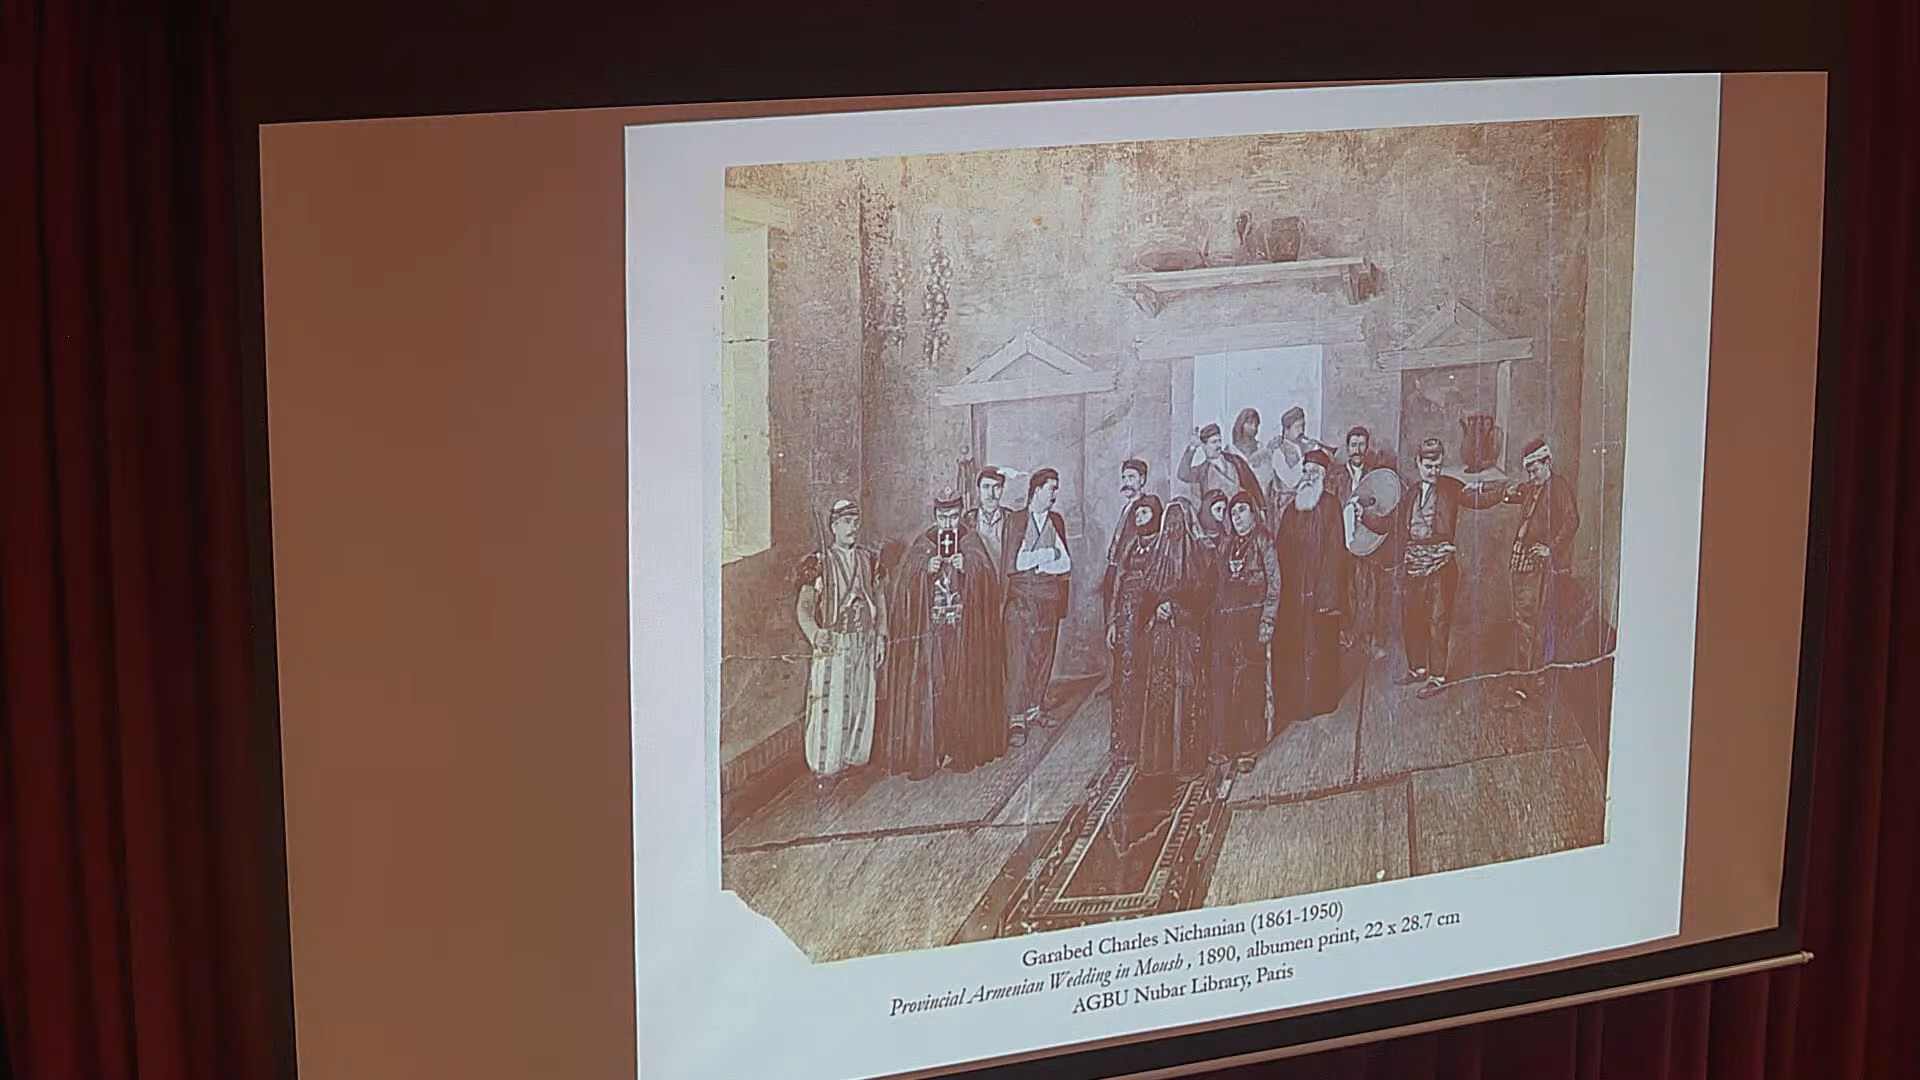 Garabed Charles Nichanian (1861-1950)
Provincial Armenian Wedding in Moush , 1890, albumen print, 22 x 28.7 cm
AGBU Nubar Library, Paris